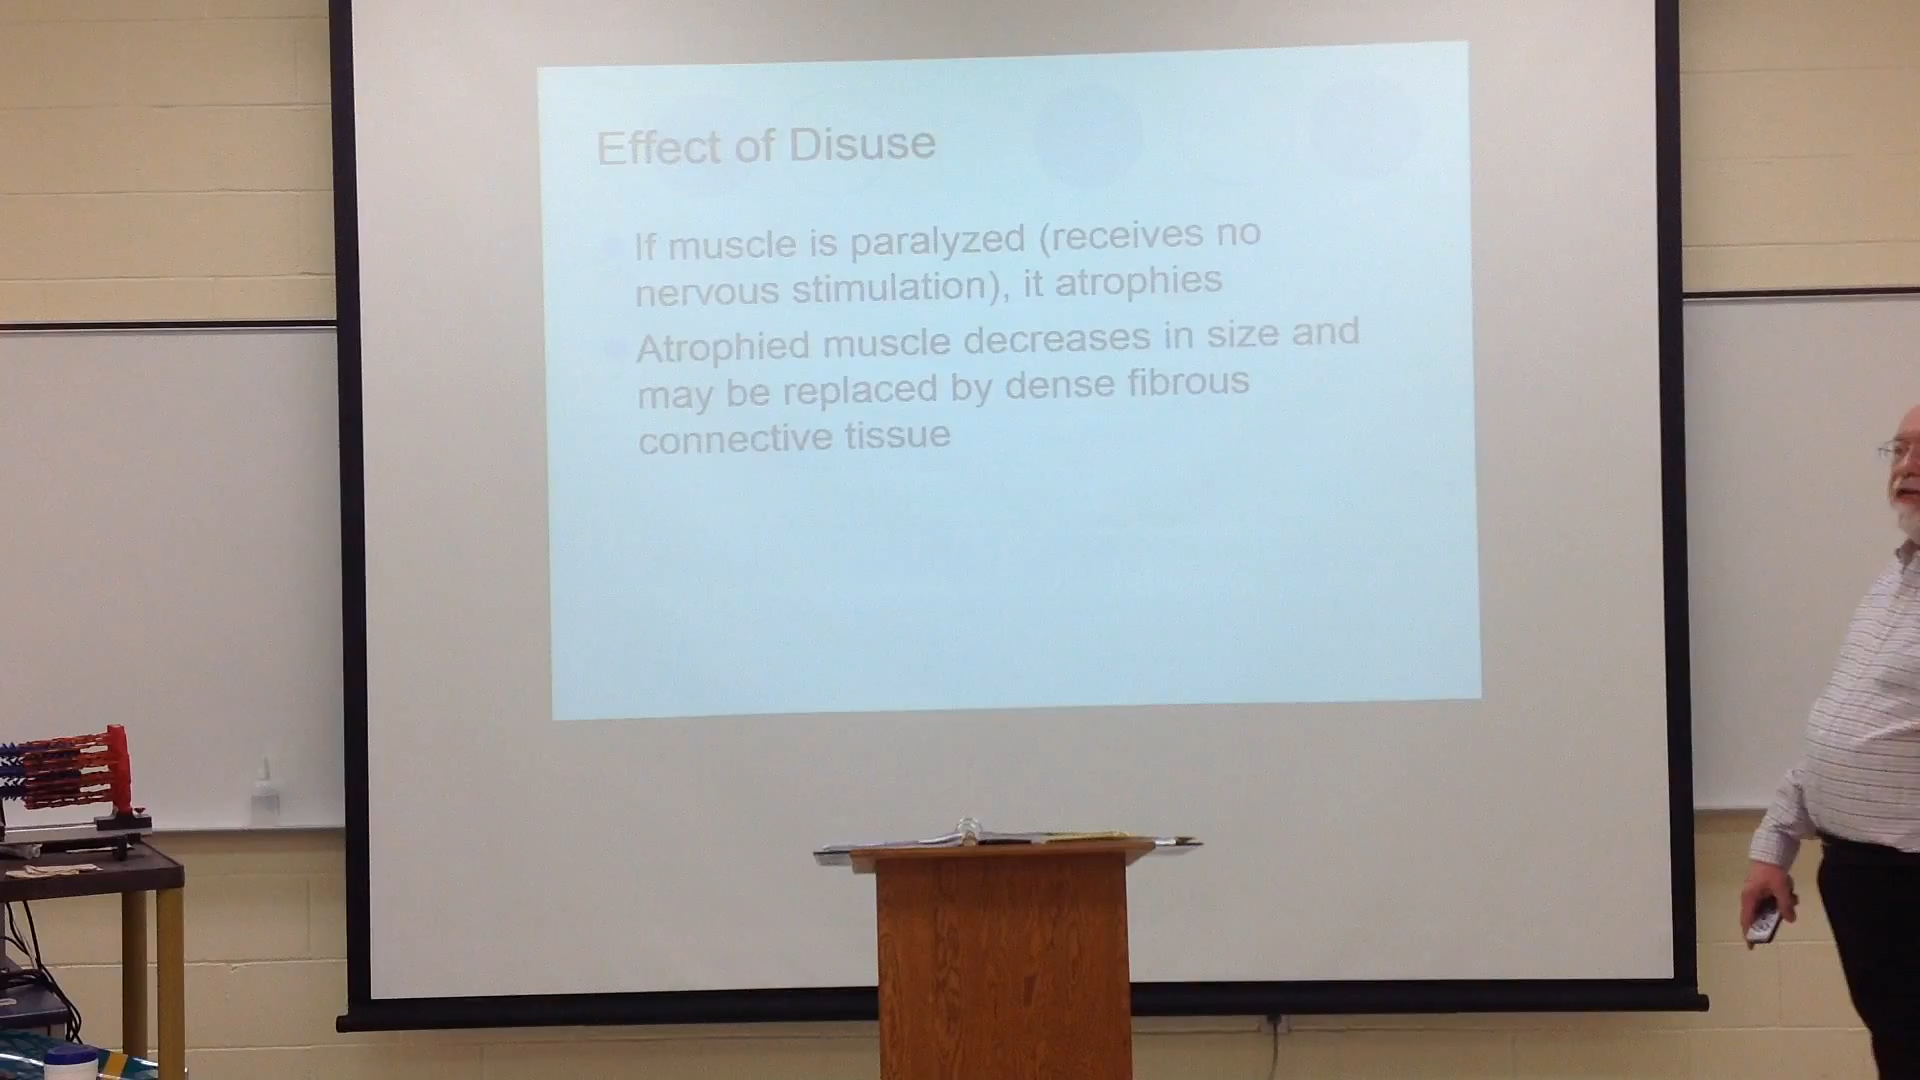 Effect of Disuse
If muscle is paralyzed (receives no
nervous stimulation), it atrophies
Atrophied muscle decreases in size and
may be replaced by dense fibrous
connective tissue